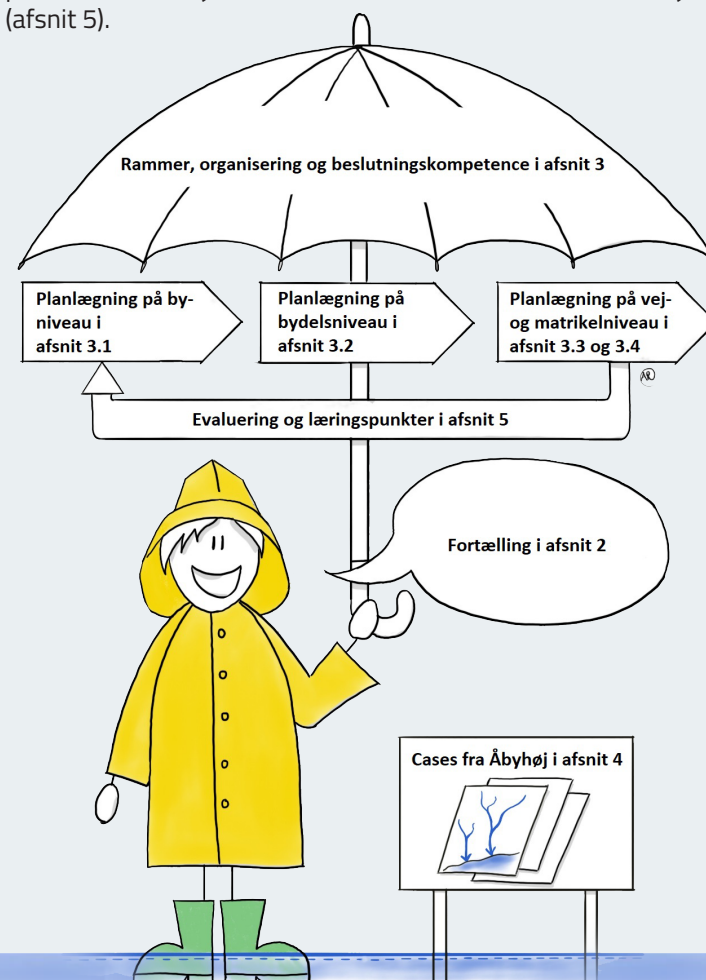 (afsnit 5).
Rammer, organisering og beslutningskompetence i afsnit 3
Planlægning på by-
niveau i
afsnit 3.1
Planlægning på
bydelsniveau i
afsnit 3.2
Planlægning på vej-
og matrikelniveau i
afsnit 3.3 og 3.4
Evaluering og læringspunkter i afsnit 5
Fortælling i afsnit 2
Cases fra Åbyhøj i afsnit 4